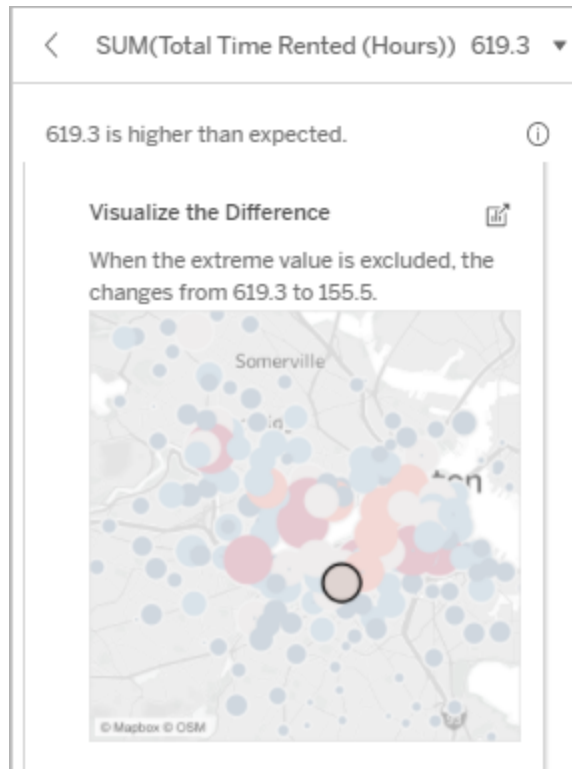 SUM(Total Time Rented (Hours)) 619.3
619.3 is higher than expected.
Visualize the Difference
When the extreme value is excluded, the
changes from 619.3 to 155.5.
Somerville
ton
© Mapbox © OSM